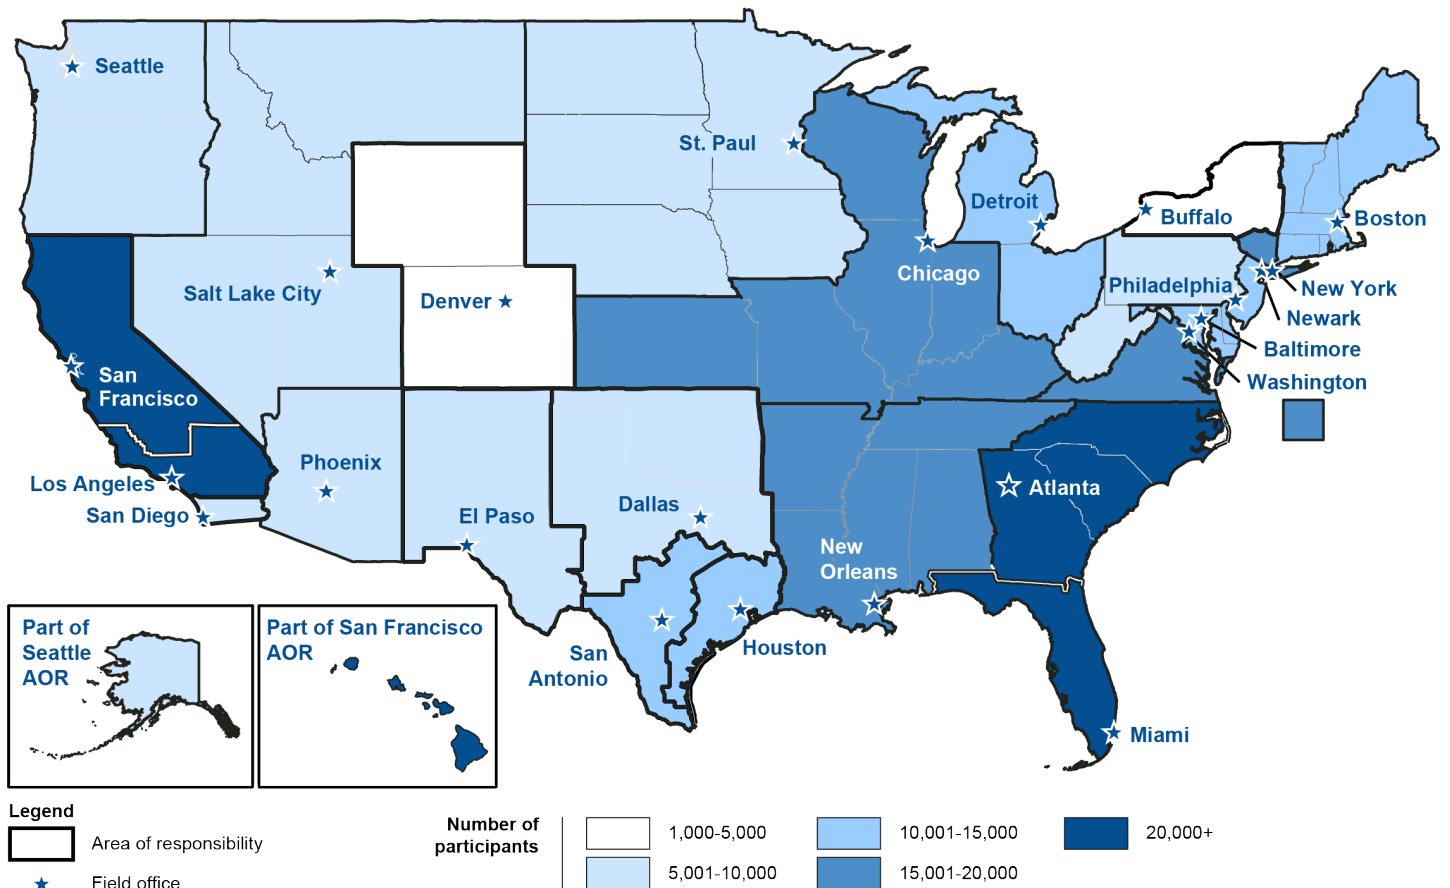 Seattle
St. Paul
Detroit
Buffalo
Boston
Chicago
Salt Lake City
Denver
Philadelphia
New York
Newark
Baltimore
Washington
San
Francisco
Phoenix
Los Angeles
San Diego
El Paso
Dallas
Atlanta
New
Orleans
Houston
San
Antonio
Miami
Part of
Seattle
AOR
Part of San Francisco
AOR
Legend
Area of responsibility
Field office
Number of
participants
1,000-5,000
5,001-10,000
10,001-15,000
15,001-20,000
20,000+